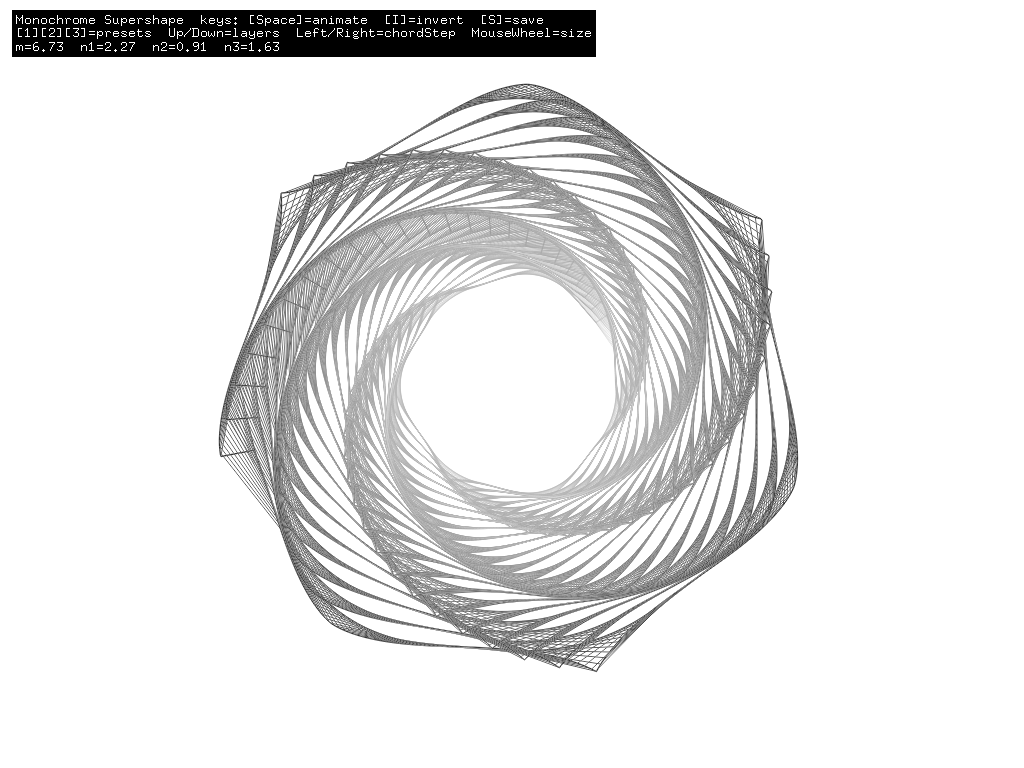 Monochrome Supershape  keys: [Space]=animate  [I]=invert  [S]=save
[1][2][3]=presets  Up/Down=layers  Left/Right=chordStep  MouseWheel=size
m=6.73  n1=2.27  n2=0.91  n3=1.63